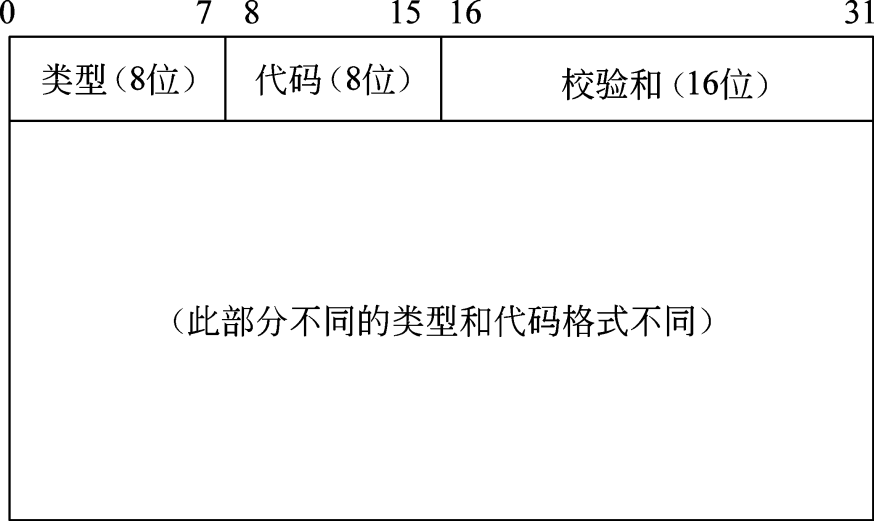 0 7 8 15 16 31
类型(8位) 代码(8位) 校验和(16位)
(此部分不同的类型和代码格式不同)